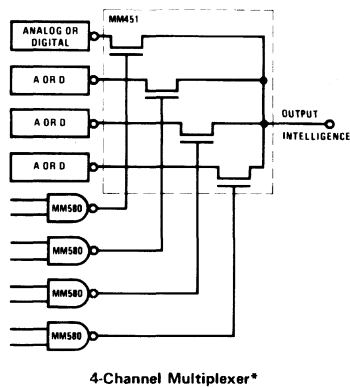 MM451
ANALOG OR
DIGITAL
A OR D
A OR D
A OR D
OUTPUT
INTELLIGENCE
MM580
MM580
MM580
MM580
4-Channel Multiplexer*